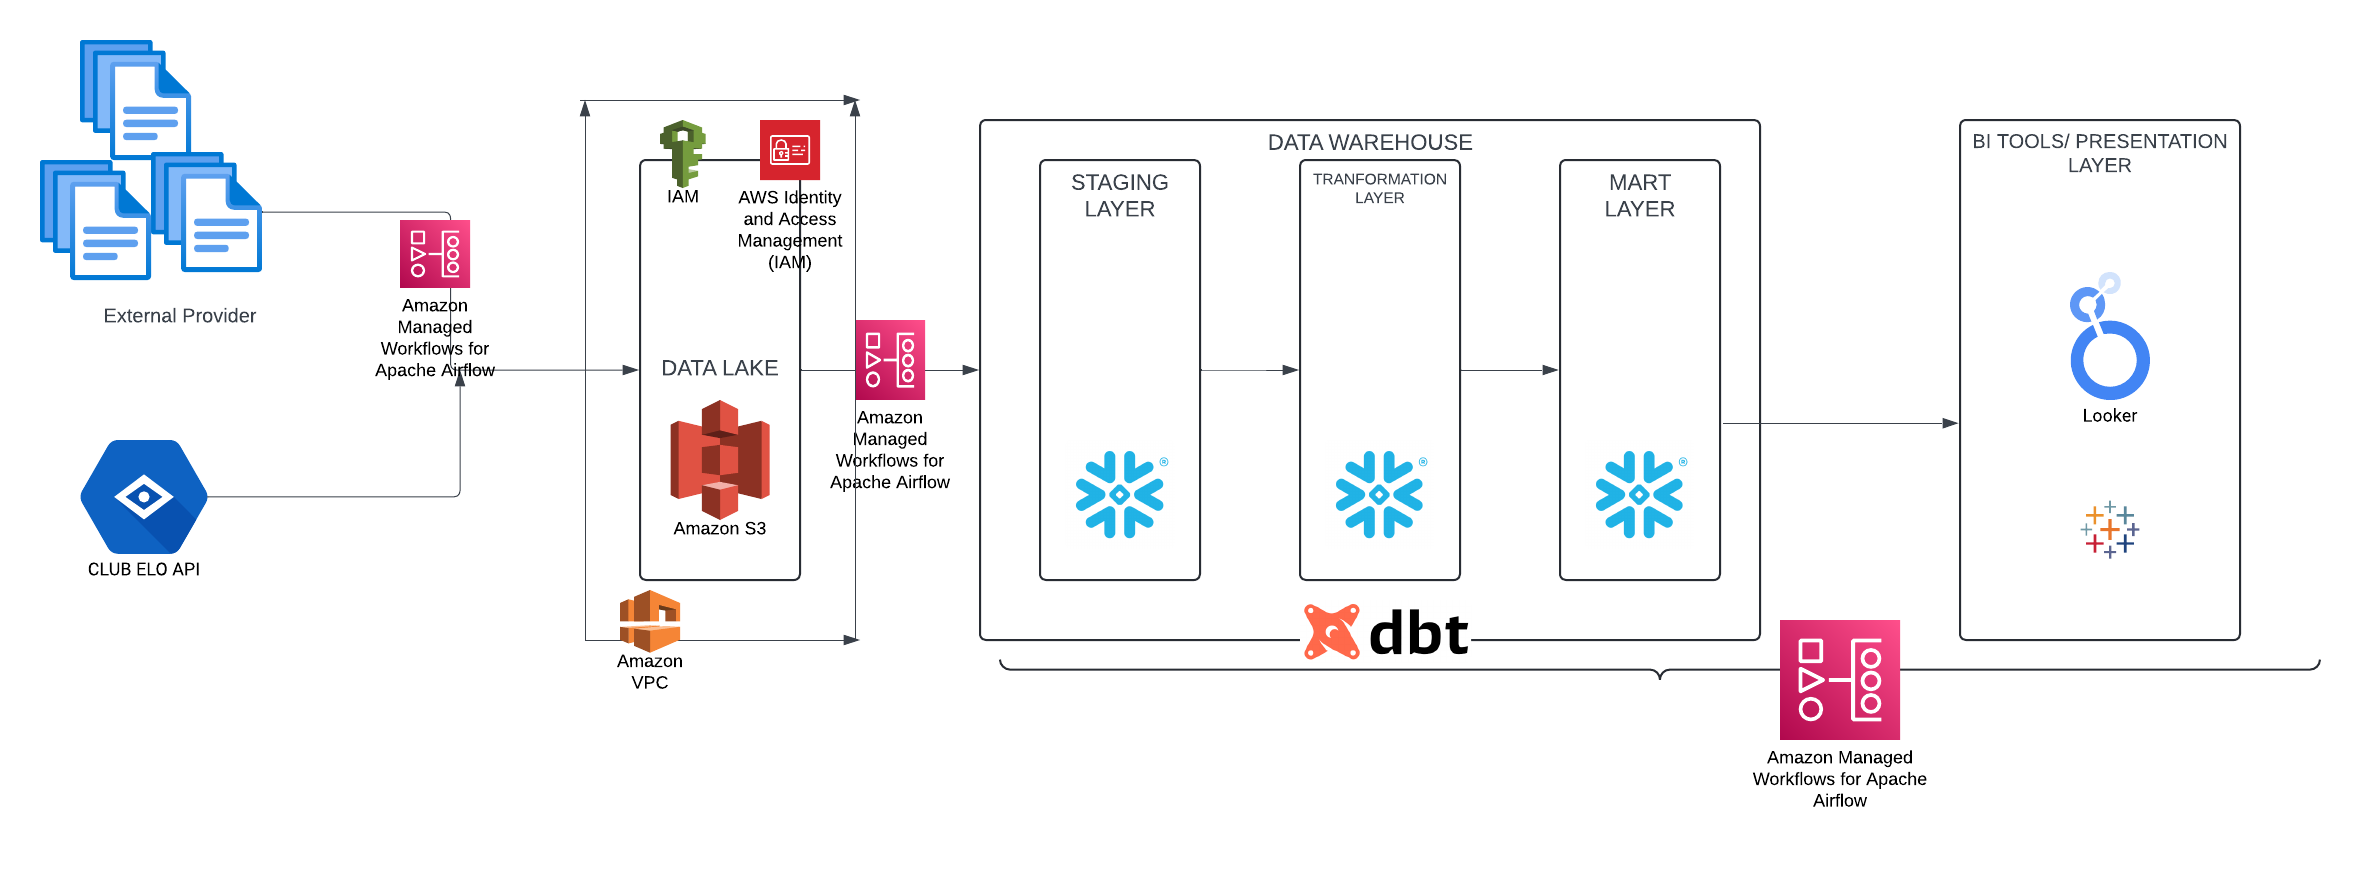 External Provider
Amazon
Managed
Workflows for
Apache Airflow
CLUB ELO API
IAM
AWS Identity
and Access
Management
(IAM)
DATA LAKE
Amazon S3
Amazon
VPC
Amazon
Managed
Workflows for
Apache Airflow
DATA WAREHOUSE
STAGING
LAYER
®
TRANFORMATION
LAYER
®
MART
LAYER
®
dbt
BI TOOLS/ PRESENTATION
LAYER
Looker
Amazon Managed
Workflows for Apache
Airflow